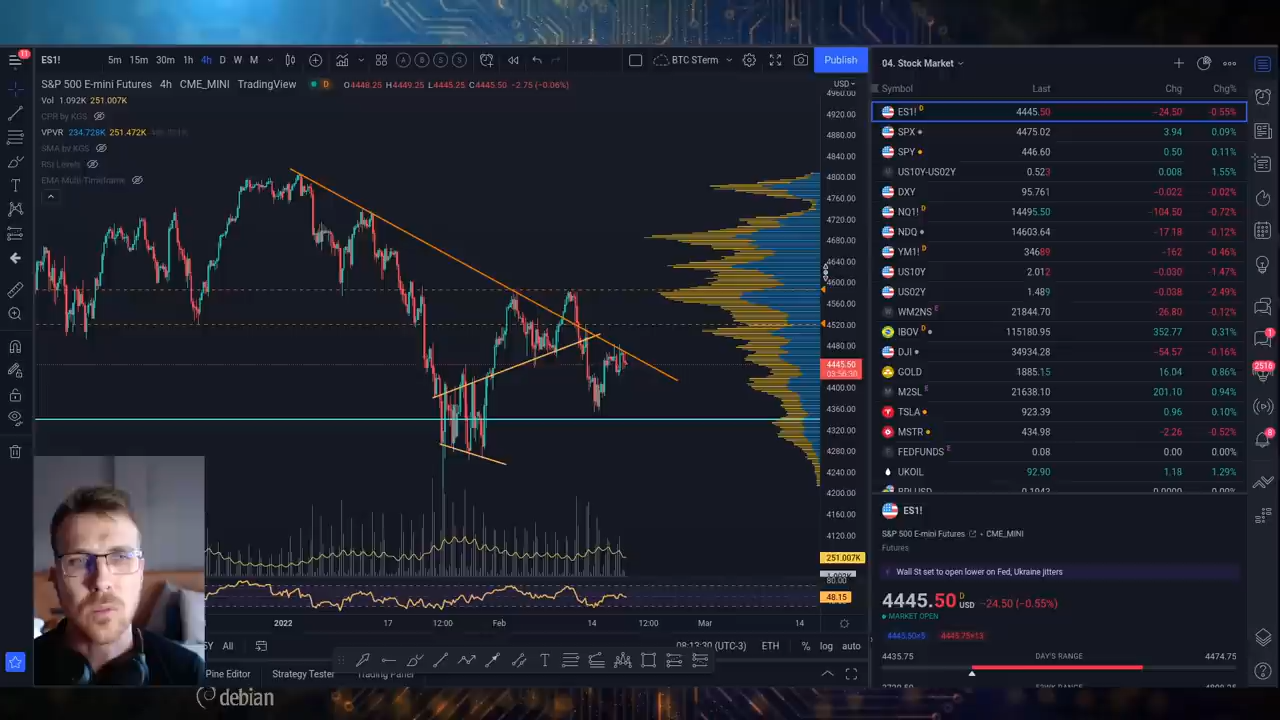 11
ES1!
5m 15m 30m 1h 4h D W M
A B S S S
BTC STerm
Publish
S&P 500 E-mini Futures 4h CME_MINI TradingView D O4448.25 H4449.25 L4445.25 C4445.50 −2.75 (−0.06%)
Vol 1.092K 251.007K
CPR by KGS
VPVR 234.728K 251.472K
SMA by KGS
RSI Levels
EMA Multi-Timeframe
USD
4960.00
4920.00
4880.00
4840.00
4800.00
4760.00
4720.00
4680.00
4640.00
4600.00
4560.00
4520.00
4480.00
4445.50
03:56:30
4400.00
4360.00
4320.00
4280.00
4240.00
4200.00
4160.00
4120.00
251.007K
80.00
48.15
2022 17 12:00 Feb 14 12:00 Mar 14
5Y All
08:13:30 (UTC-3) ETH % log auto
Pine Editor Strategy Tester Trading Panel
debian
04. Stock Market
Symbol Last Chg Chg%
ES1! D 4445.50 −24.50 −0.55%
SPX 4475.02 3.94 0.09%
SPY 446.60 0.50 0.11%
US10Y-US02Y 0.523 0.008 1.55%
DXY 95.761 −0.022 −0.02%
NQ1! D 14495.50 −104.50 −0.72%
NDQ 14603.64 −17.18 −0.12%
YM1! D 34689 −162 −0.46%
US10Y 2.012 −0.030 −1.47%
US02Y 1.489 −0.038 −2.49%
WM2NS E 21844.70 −26.80 −0.12%
IBOV D 115180.95 352.77 0.31%
DJI 34934.28 −54.57 −0.16%
GOLD 1885.15 16.04 0.86%
M2SL E 21638.10 201.10 0.94%
TSLA 923.39 0.96 0.10%
MSTR 434.98 −2.26 −0.52%
FEDFUNDS E 0.08 0.00 0.00%
UKOIL 92.90 1.18 1.29%
ES1!
S&P 500 E-mini Futures • CME_MINI
Futures
Wall St set to open lower on Fed, Ukraine jitters
4445.50 D USD −24.50 (−0.55%)
MARKET OPEN
4445.50×5 4445.75×13
4435.75 DAY'S RANGE 4474.75
1
2516
8